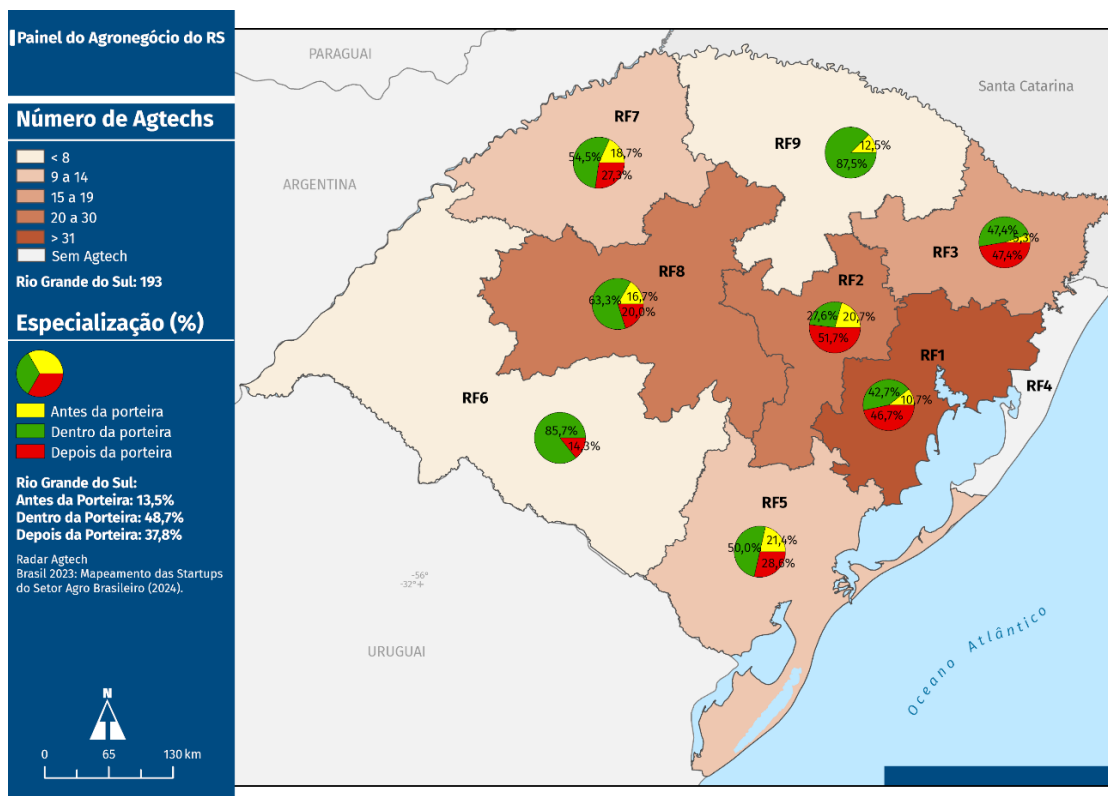 Painel do Agronegócio do RS
Número de Agtechs
< 8
9 a 14
15 a 19
20 a 30
> 31
Sem Agtech
Rio Grande do Sul: 193
Especialização (%)
Antes da porteira
Dentro da porteira
Depois da porteira
Rio Grande do Sul:
Antes da Porteira: 13,5%
Dentro da Porteira: 48,7%
Depois da Porteira: 37,8%
Radar Agtech
Brasil 2023: Mapeamento das Startups
do Setor Agro Brasileiro (2024).
N
0 65 130 km
PARAGUAI
Santa Catarina
ARGENTINA
URUGUAI
Oceano Atlântico
-56°
-32°
RF7
54,5% 18,7%
27,3%
RF9
12,5%
87,5%
RF3
47,4%
5,3%
47,4%
RF8
63,3% 16,7%
20,0%
RF2
27,6% 20,7%
51,7%
RF1
42,7%
10,7%
46,7%
RF4
RF6
85,7%
14,3%
RF5
50,0% 21,4%
28,6%